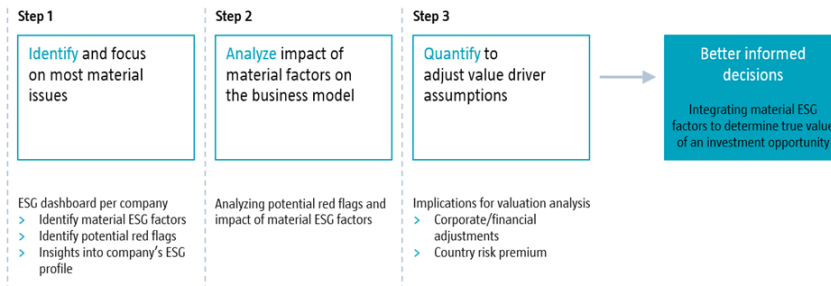 Step 1
Identify and focus
on most material
issues
ESG dashboard per company
> Identify material ESG factors
> Identify potential red flags
> Insights into company's ESG
profile
Step 2
Analyze impact of
material factors on
the business model
Analyzing potential red flags and
impact of material ESG factors
Step 3
Quantify to
adjust value driver
assumptions
Implications for valuation analysis
> Corporate/financial
adjustments
> Country risk premium
Better informed
decisions
Integrating material ESG
factors to determine true value
of an investment opportunity